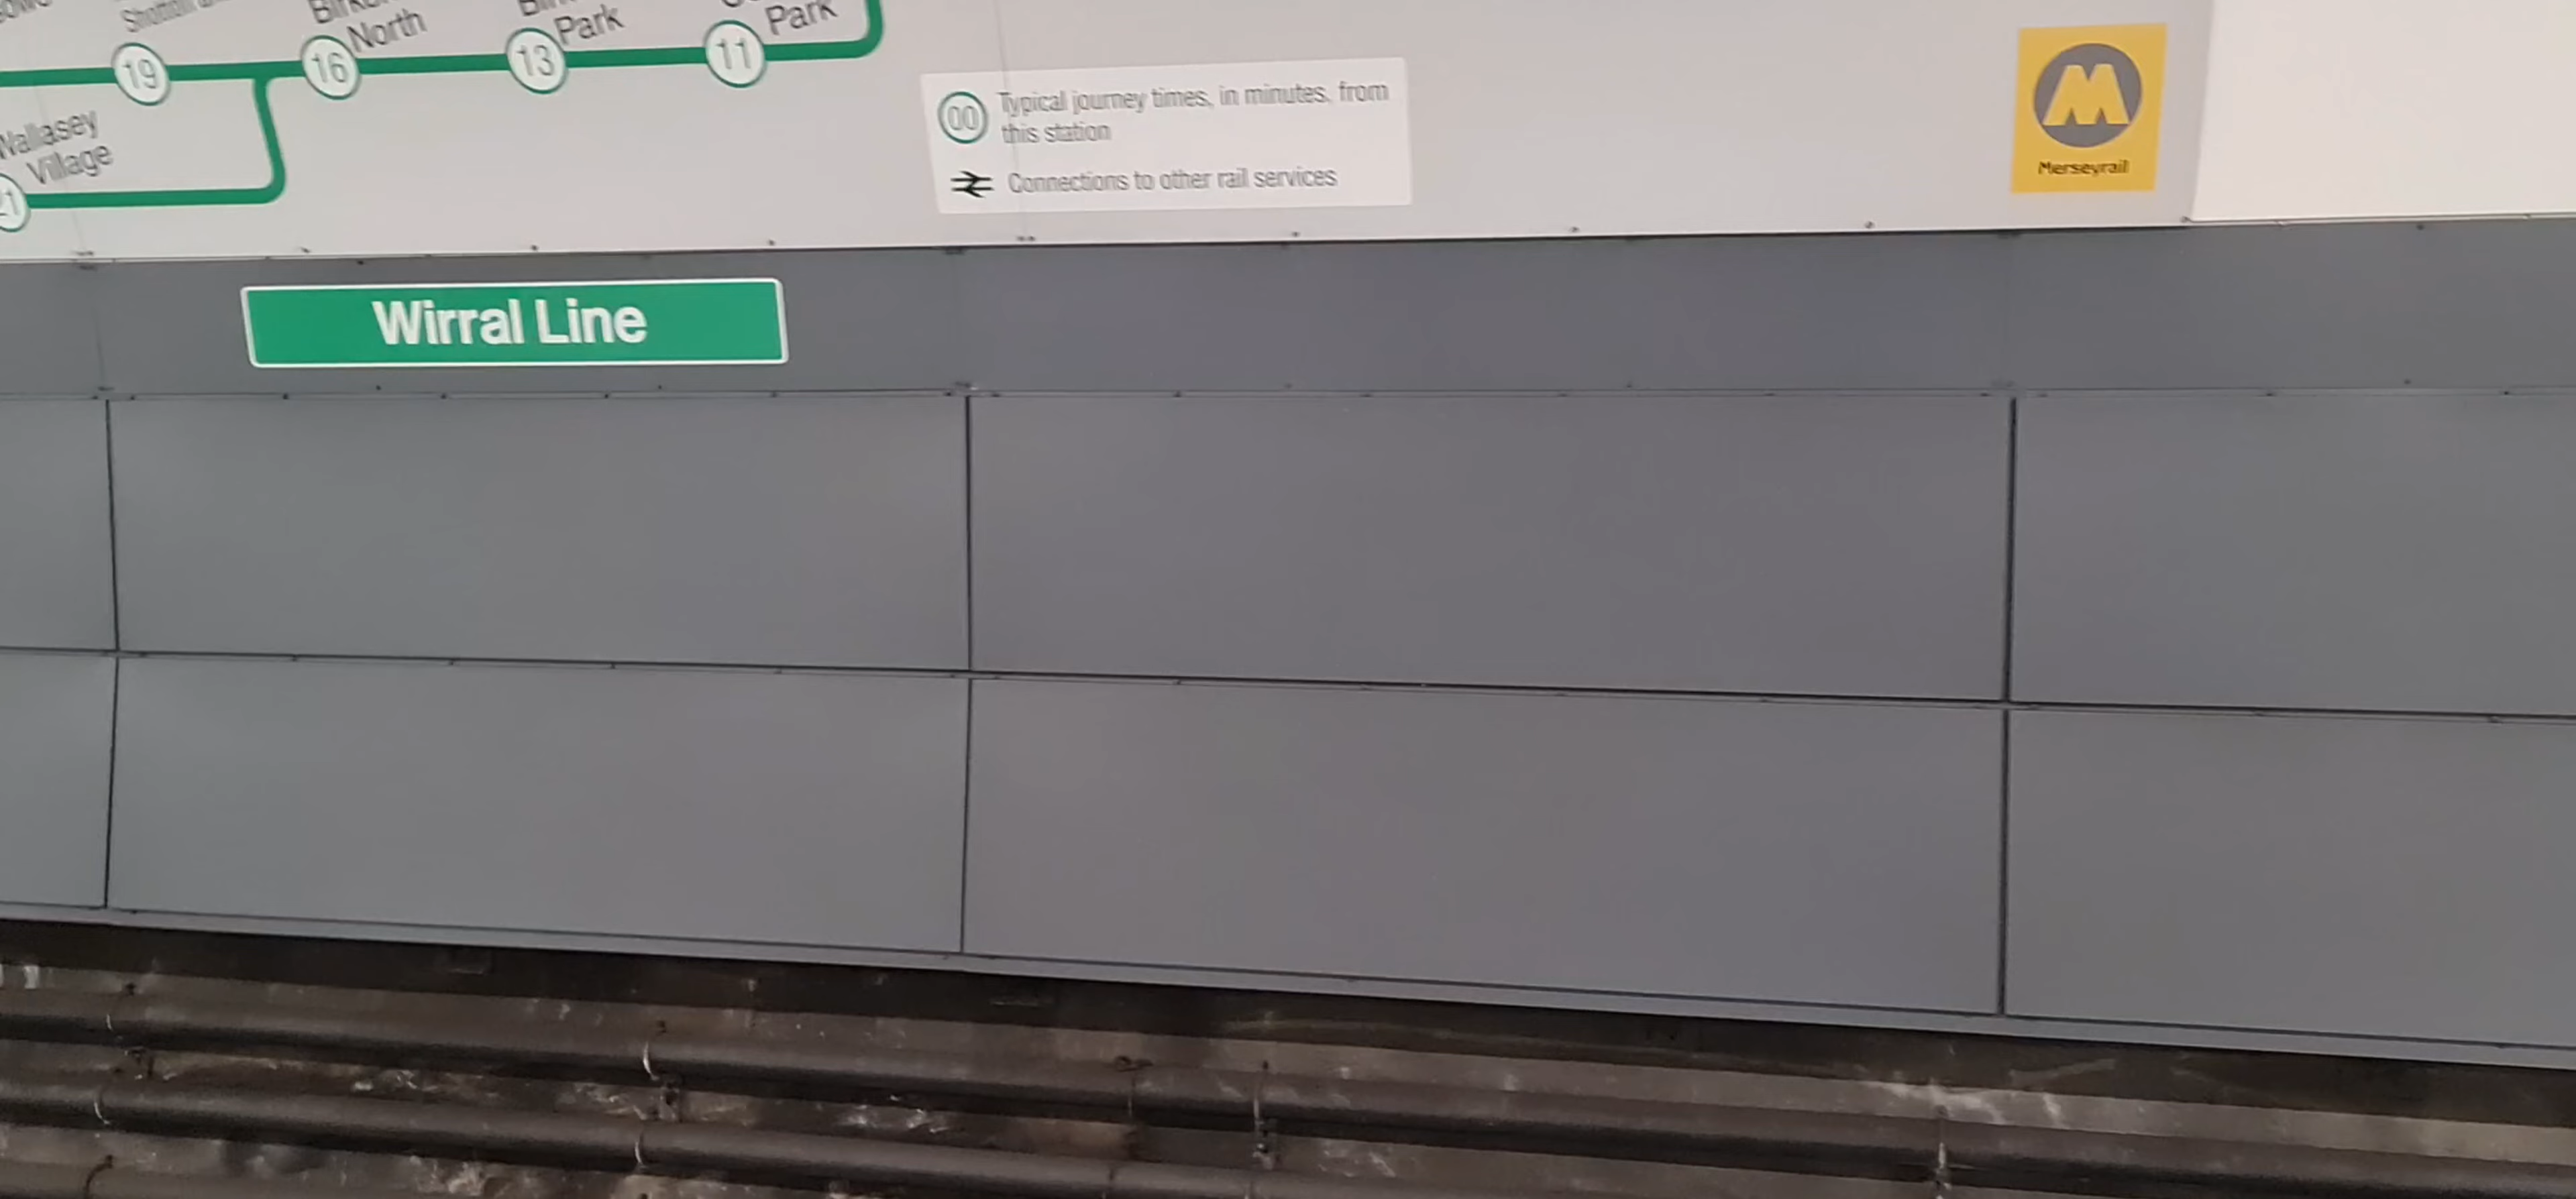 North
Park
Park
19
16
13
11
Village
00
Typical journey times, in minutes, from
this station
Connections to other rail services
Merseyrail
Wirral Line